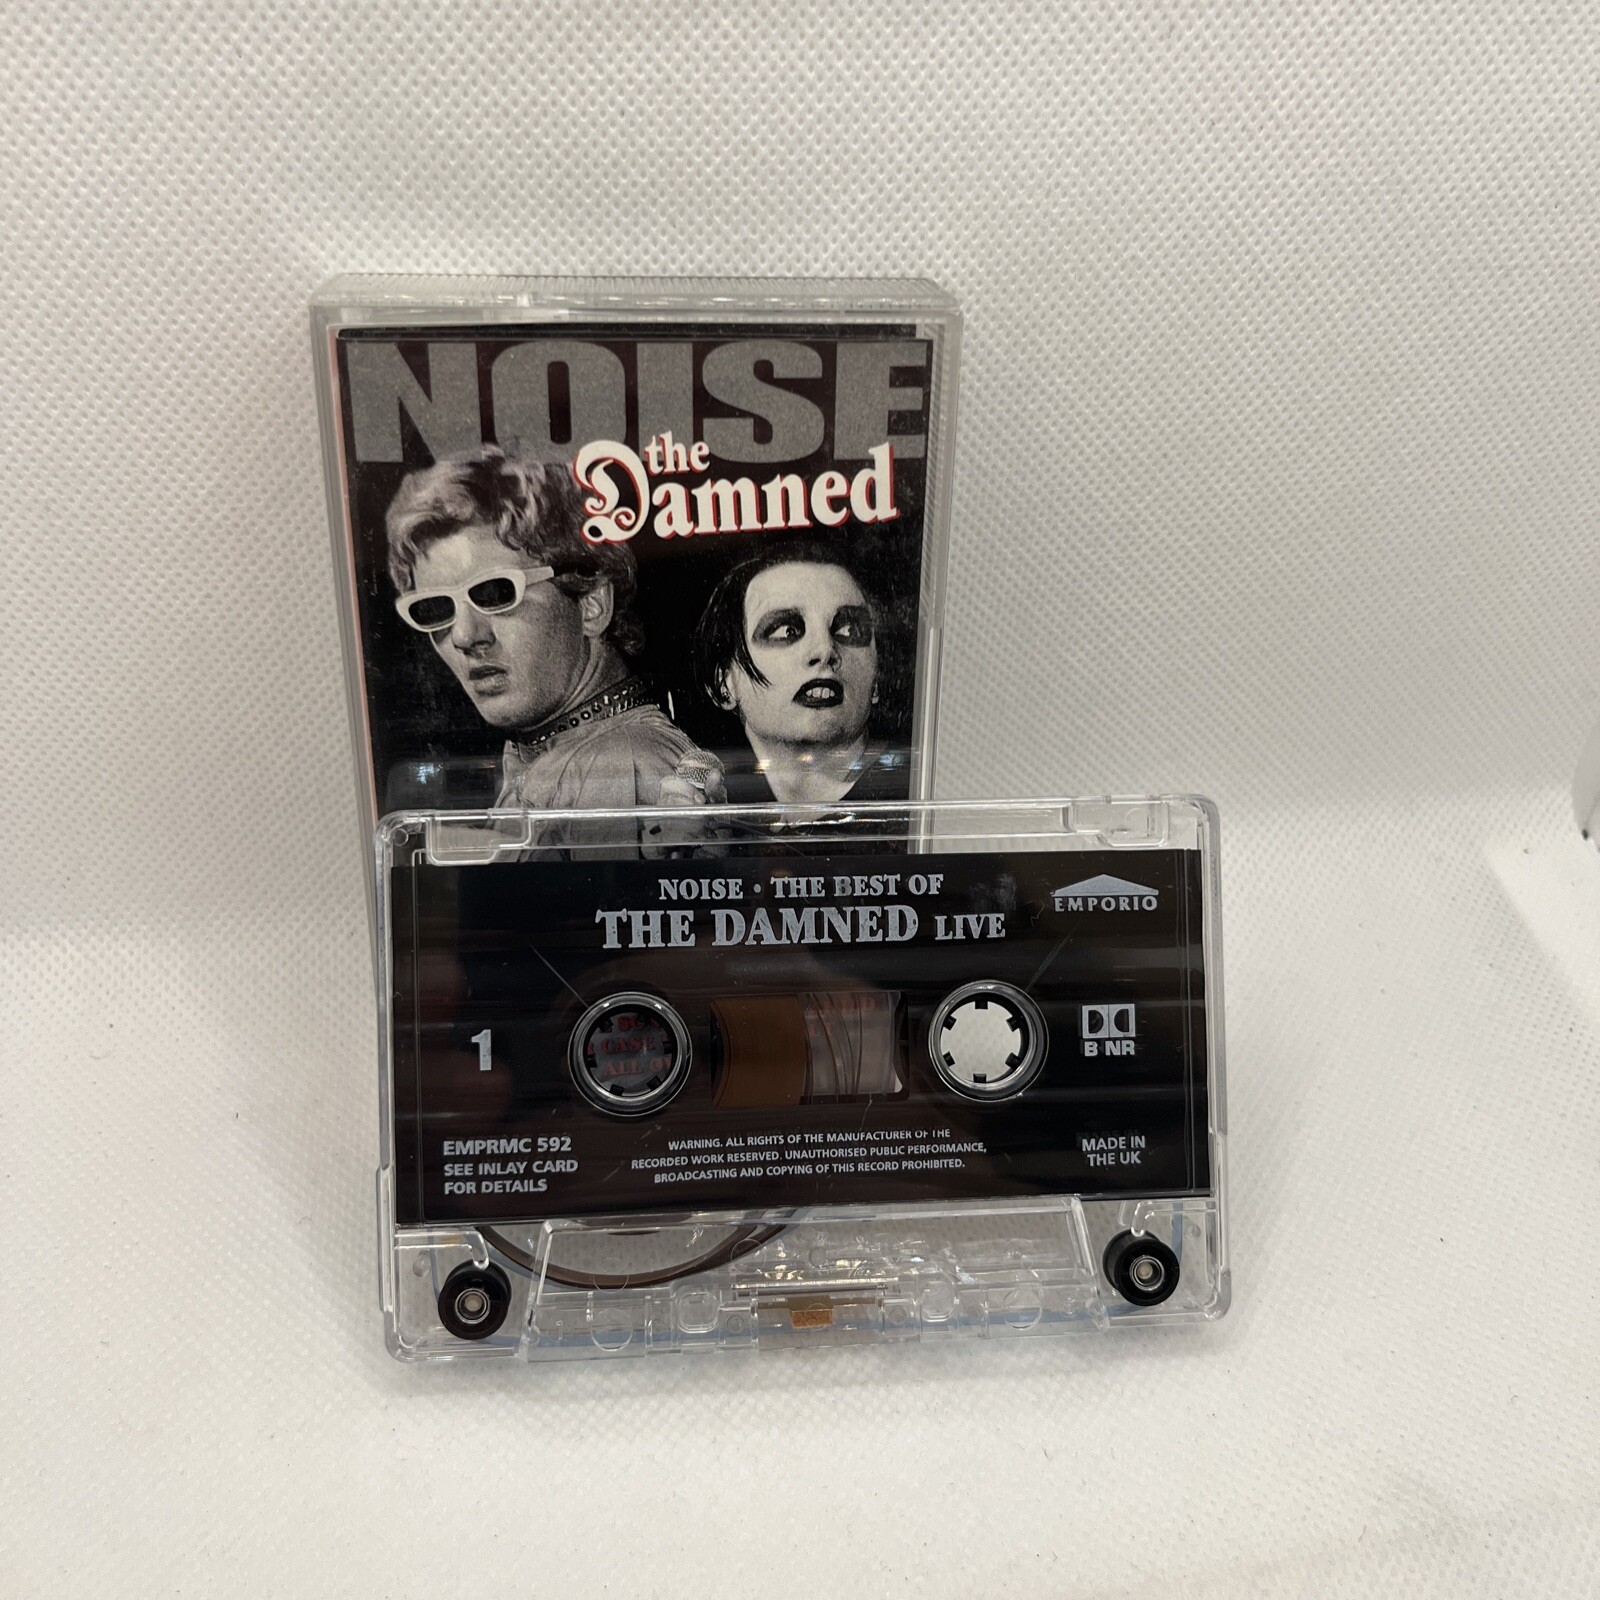 NOISE
the
Damned
NOISE • THE BEST OF
THE DAMNED LIVE
EMPORIO
1
CASE
ALL
B NR
EMPRMC 592
SEE INLAY CARD
FOR DETAILS
WARNING. ALL RIGHTS OF THE MANUFACTURER OF THE
RECORDED WORK RESERVED. UNAUTHORISED PUBLIC PERFORMANCE,
BROADCASTING AND COPYING OF THIS RECORD PROHIBITED.
MADE IN
THE UK